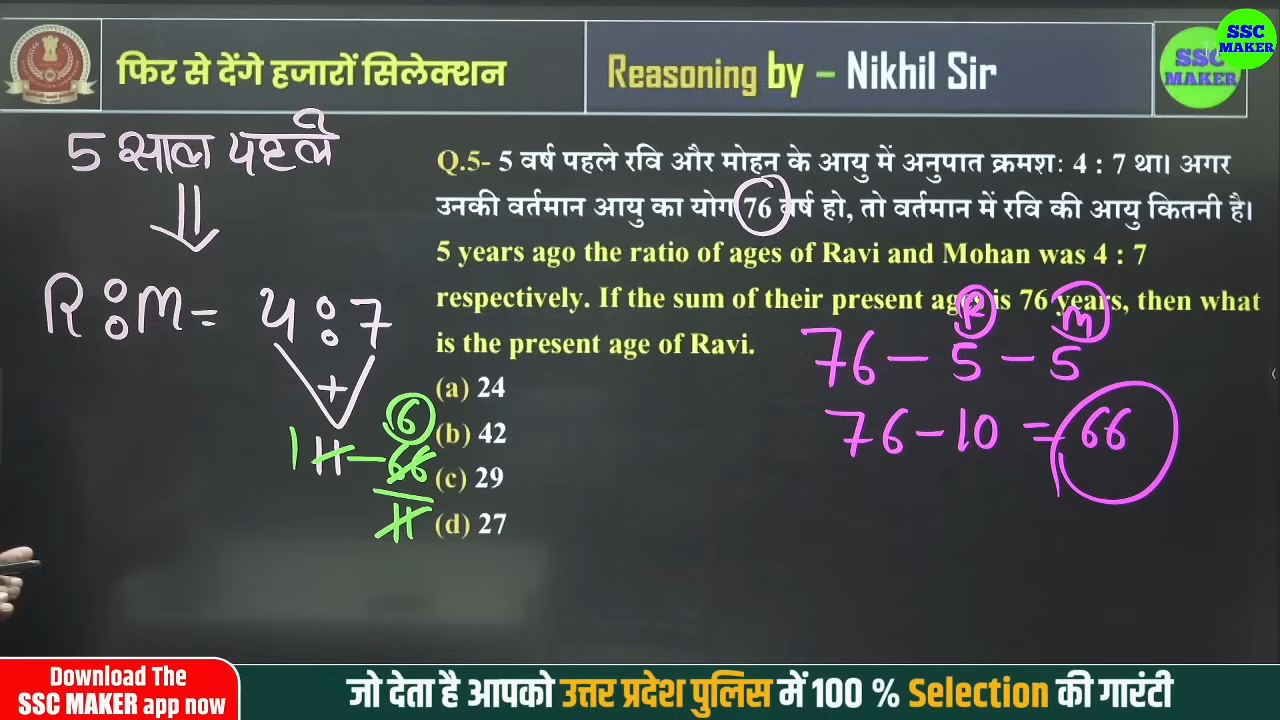 फिर से देंगे हजारों सिलेक्शन
Reasoning by – Nikhil Sir
SSC
MAKER
SSC
MAKER
5 साल पहले
R : M = 4 : 7
+
1 11 – 66
11
6
Q.5- 5 वर्ष पहले रवि और मोहन के आयु में अनुपात क्रमशः 4 : 7 था। अगर
उनकी वर्तमान आयु का योग 76 वर्ष हो, तो वर्तमान में रवि की आयु कितनी है।
5 years ago the ratio of ages of Ravi and Mohan was 4 : 7
respectively. If the sum of their present ages is 76 years, then what
is the present age of Ravi.
(a) 24
(b) 42
(c) 29
(d) 27
R M
76 – 5 – 5
76 – 10 = 66
Download The
SSC MAKER app now
जो देता है आपको उत्तर प्रदेश पुलिस में 100 % Selection की गारंटी